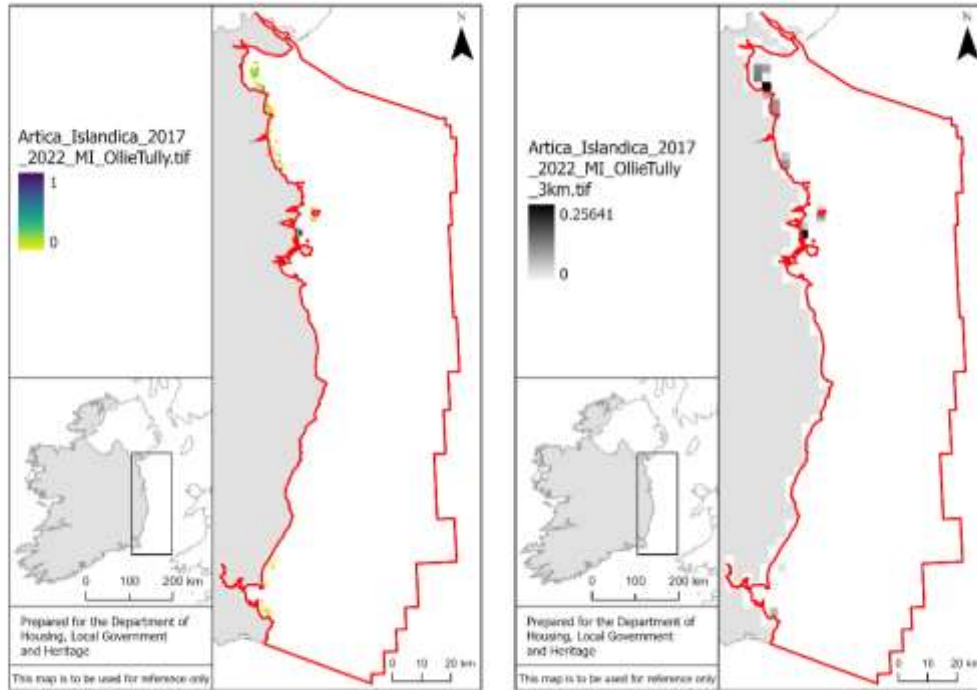 N
Artica_Islandica_2017
_2022_MI_OllieTully.tif
1
0
0 100 200 km
Prepared for the Department of
Housing, Local Government
and Heritage
This map is to be used for reference only
0 10 20 km
N
Artica_Islandica_2017
_2022_MI_OllieTully
_3km.tif
0.25641
0
0 100 200 km
Prepared for the Department of
Housing, Local Government
and Heritage
This map is to be used for reference only
0 10 20 km